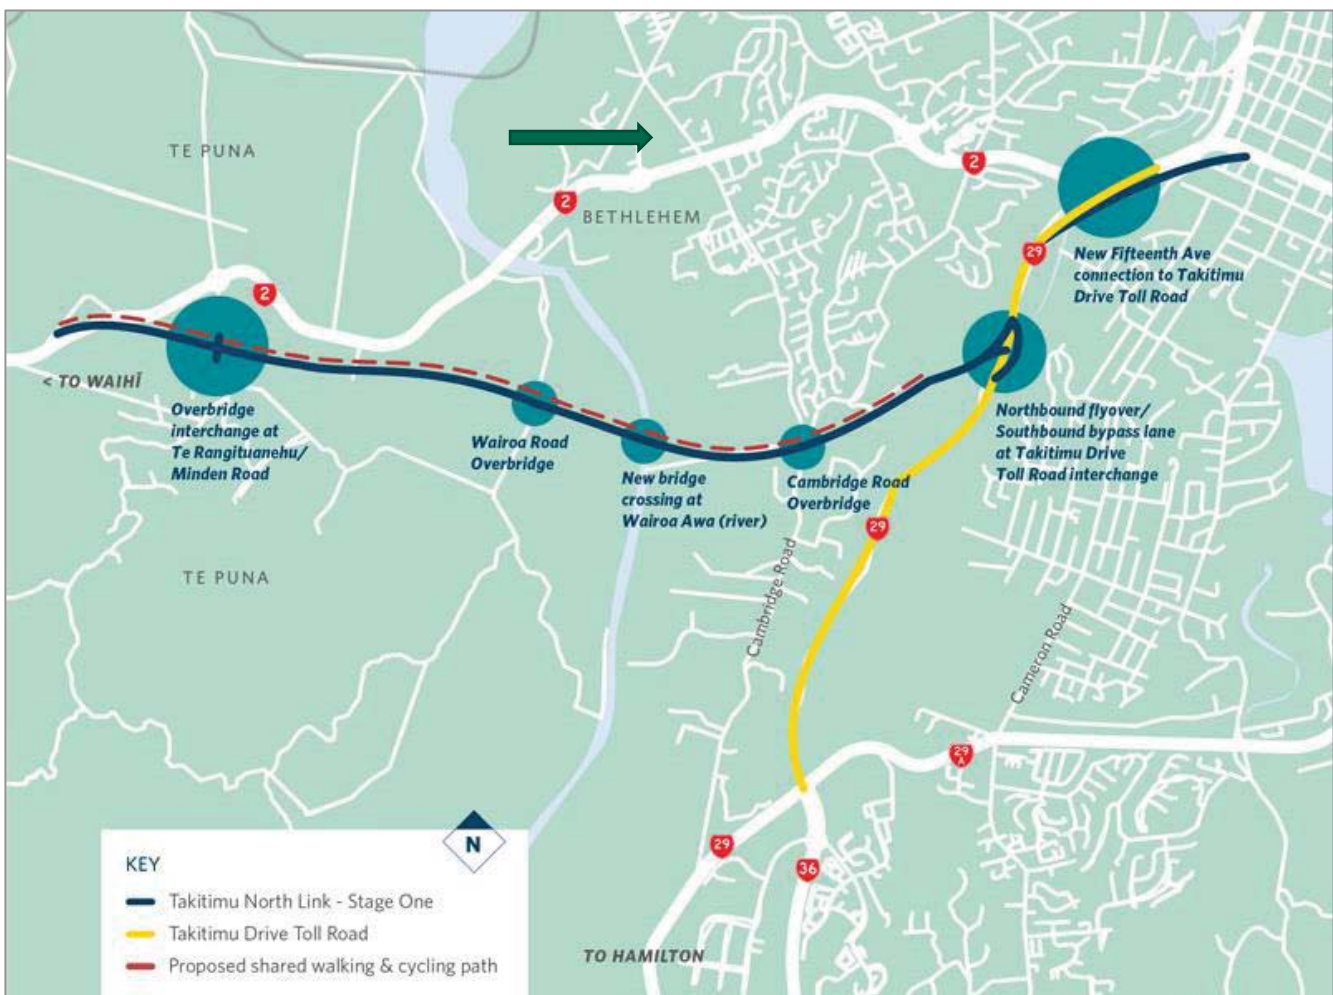 TE PUNA
2
2
BETHLEHEM
29
New Fifteenth Ave
connection to Takitimu
Drive Toll Road
2
< TO WAIHĪ
Overbridge
interchange at
Te Rangituanehu/
Minden Road
Wairoa Road
Overbridge
New bridge
crossing at
Wairoa Awa (river)
Cambridge Road
Overbridge
Northbound flyover/
Southbound bypass lane
at Takitimu Drive
Toll Road interchange
29
TE PUNA
Cambridge Road
Cameron Road
29
A
29
36
TO HAMILTON
N
KEY
Takitimu North Link - Stage One
Takitimu Drive Toll Road
Proposed shared walking & cycling path